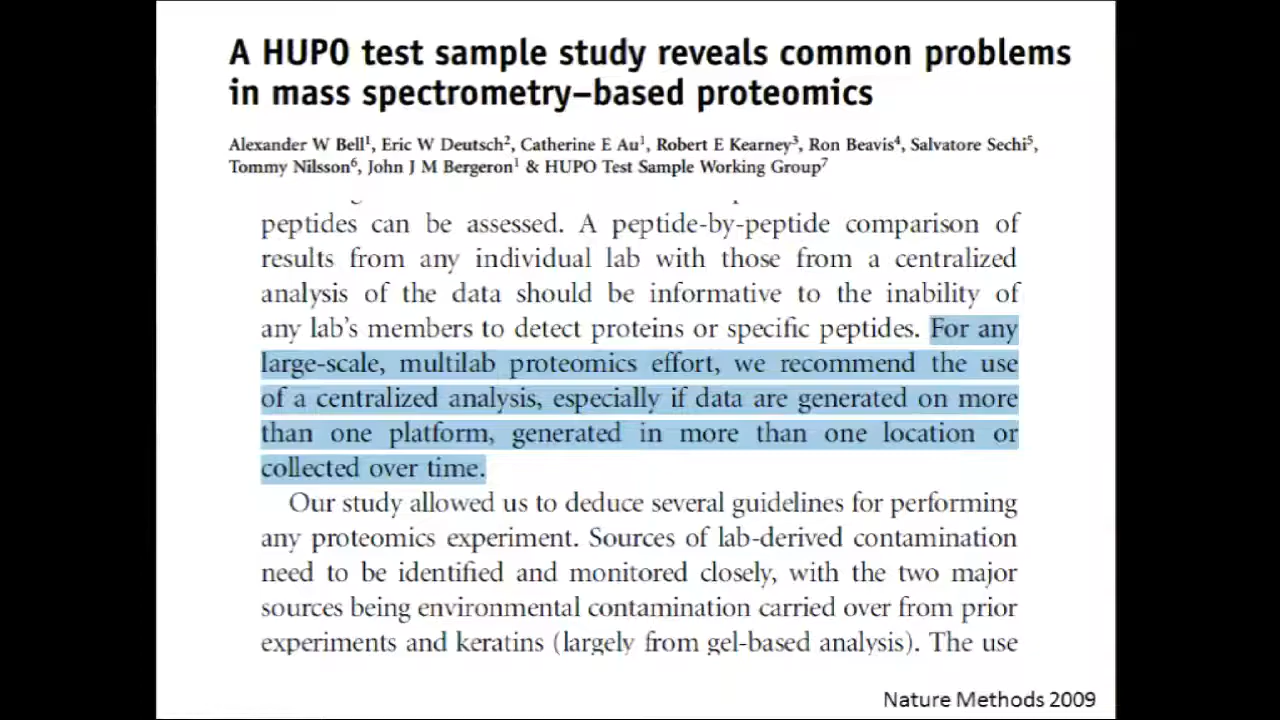 A HUPO test sample study reveals common problems
in mass spectrometry–based proteomics
Alexander W Bell1, Eric W Deutsch2, Catherine E Au1, Robert E Kearney3, Ron Beavis4, Salvatore Sechi5,
Tommy Nilsson6, John J M Bergeron1 & HUPO Test Sample Working Group7
peptides can be assessed. A peptide-by-peptide comparison of
results from any individual lab with those from a centralized
analysis of the data should be informative to the inability of
any lab's members to detect proteins or specific peptides. For any
large-scale, multilab proteomics effort, we recommend the use
of a centralized analysis, especially if data are generated on more
than one platform, generated in more than one location or
collected over time.
Our study allowed us to deduce several guidelines for performing
any proteomics experiment. Sources of lab-derived contamination
need to be identified and monitored closely, with the two major
sources being environmental contamination carried over from prior
experiments and keratins (largely from gel-based analysis). The use
Nature Methods 2009